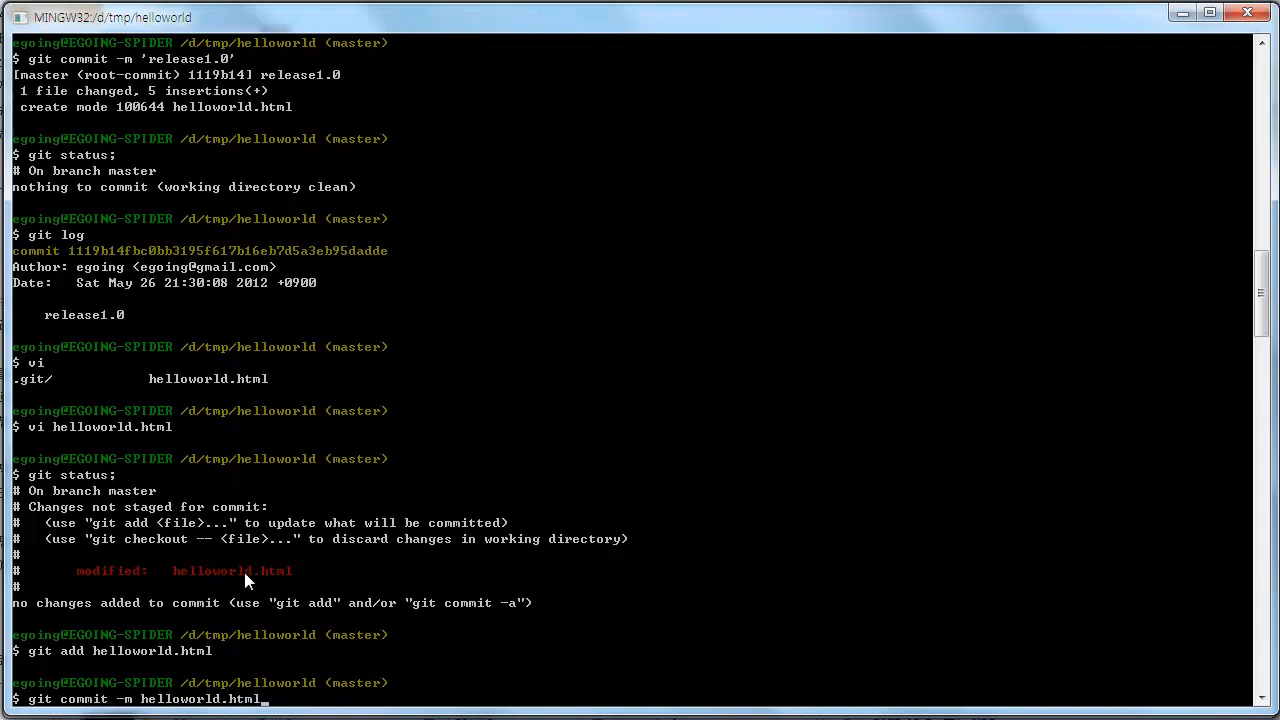 MINGW32:/d/tmp/helloworld
egoing@EGOING-SPIDER /d/tmp/helloworld (master)
$ git commit -m 'release1.0'
[master (root-commit) 1119b14] release1.0
 1 file changed, 5 insertions(+)
 create mode 100644 helloworld.html
egoing@EGOING-SPIDER /d/tmp/helloworld (master)
$ git status;
# On branch master
nothing to commit (working directory clean)
egoing@EGOING-SPIDER /d/tmp/helloworld (master)
$ git log
commit 1119b14fbc0bb3195f617b16eb7d5a3eb95dadde
Author: egoing <egoing@gmail.com>
Date:   Sat May 26 21:30:08 2012 +0900
    release1.0
egoing@EGOING-SPIDER /d/tmp/helloworld (master)
$ vi
.git/            helloworld.html
egoing@EGOING-SPIDER /d/tmp/helloworld (master)
$ vi helloworld.html
egoing@EGOING-SPIDER /d/tmp/helloworld (master)
$ git status;
# On branch master
# Changes not staged for commit:
#   (use "git add <file>..." to update what will be committed)
#   (use "git checkout -- <file>..." to discard changes in working directory)
#
#       modified:   helloworld.html
#
no changes added to commit (use "git add" and/or "git commit -a")
egoing@EGOING-SPIDER /d/tmp/helloworld (master)
$ git add helloworld.html
egoing@EGOING-SPIDER /d/tmp/helloworld (master)
$ git commit -m helloworld.html